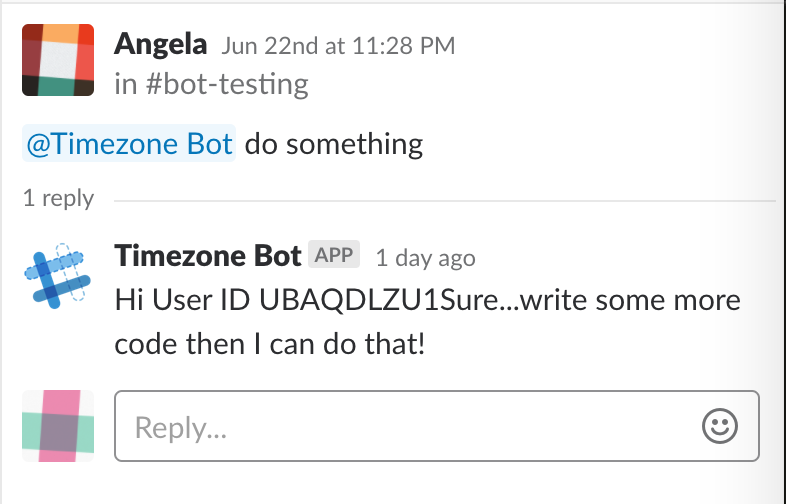 Angela Jun 22nd at 11:28 PM
in #bot-testing
@Timezone Bot do something
1 reply
Timezone Bot APP 1 day ago
Hi User ID UBAQDLZU1Sure...write some more
code then I can do that!
Reply...